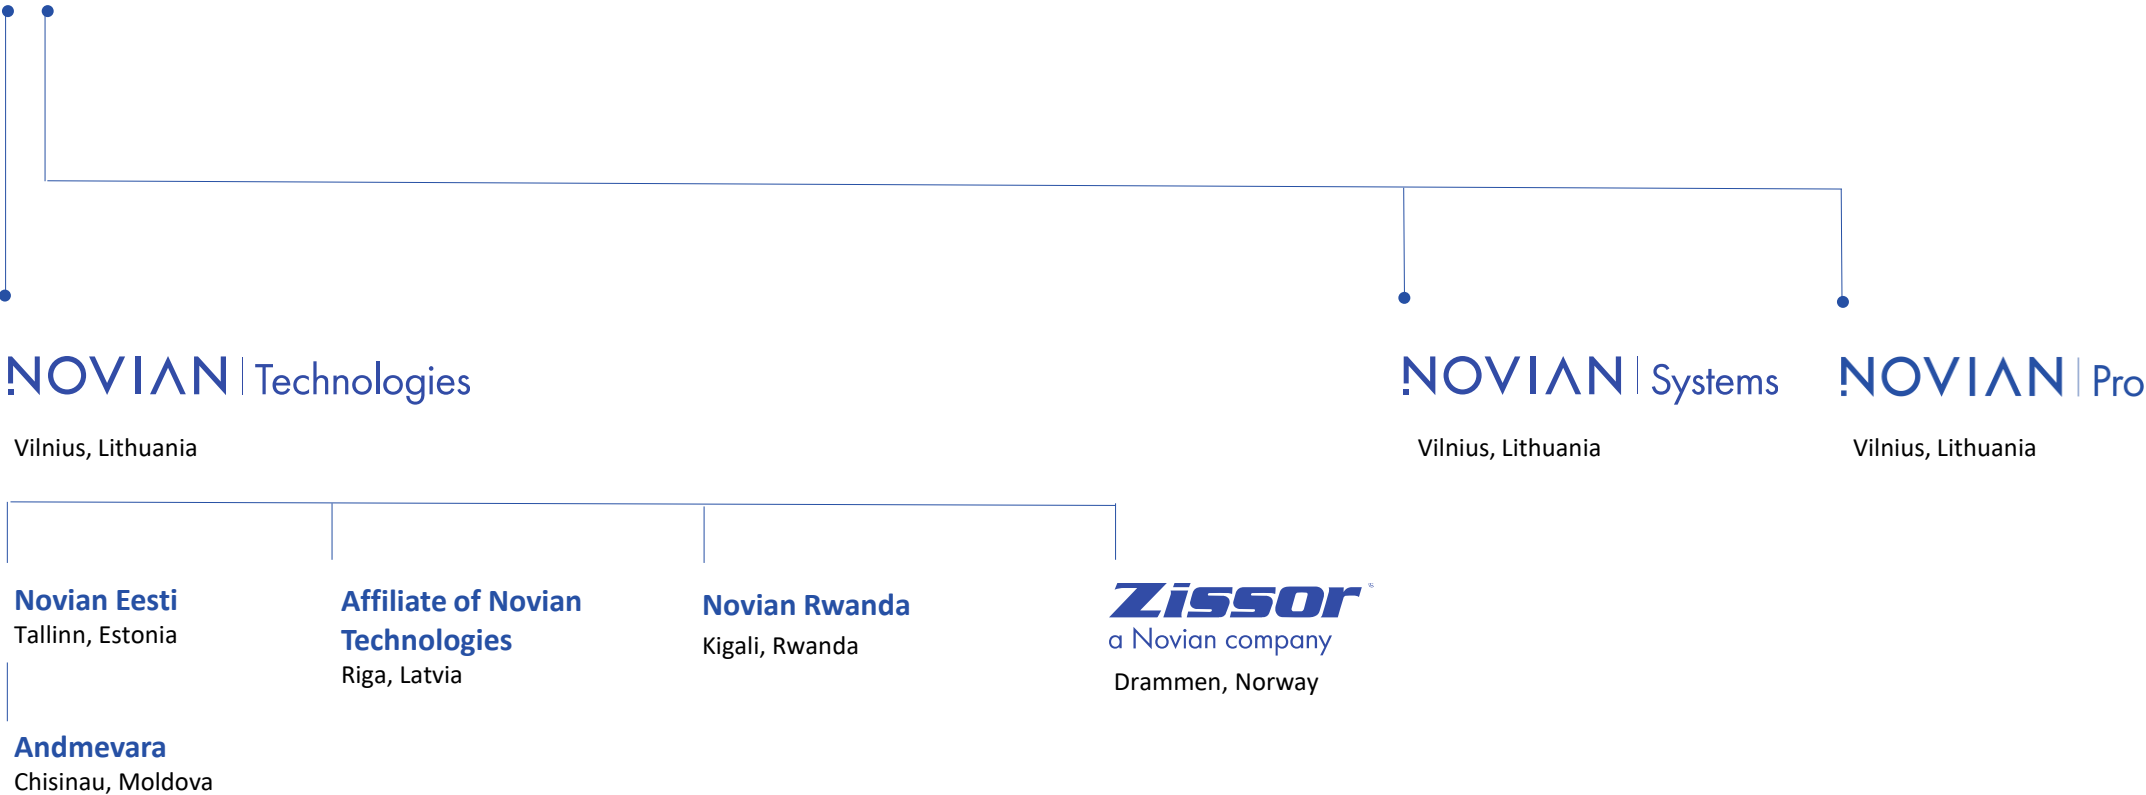 NOVIAN | Technologies
Vilnius, Lithuania
NOVIAN | Systems
Vilnius, Lithuania
NOVIAN | Pro
Vilnius, Lithuania
Novian Eesti
Tallinn, Estonia
Affiliate of Novian
Technologies
Riga, Latvia
Novian Rwanda
Kigali, Rwanda
Zissor
a Novian company
Drammen, Norway
Andmevara
Chisinau, Moldova